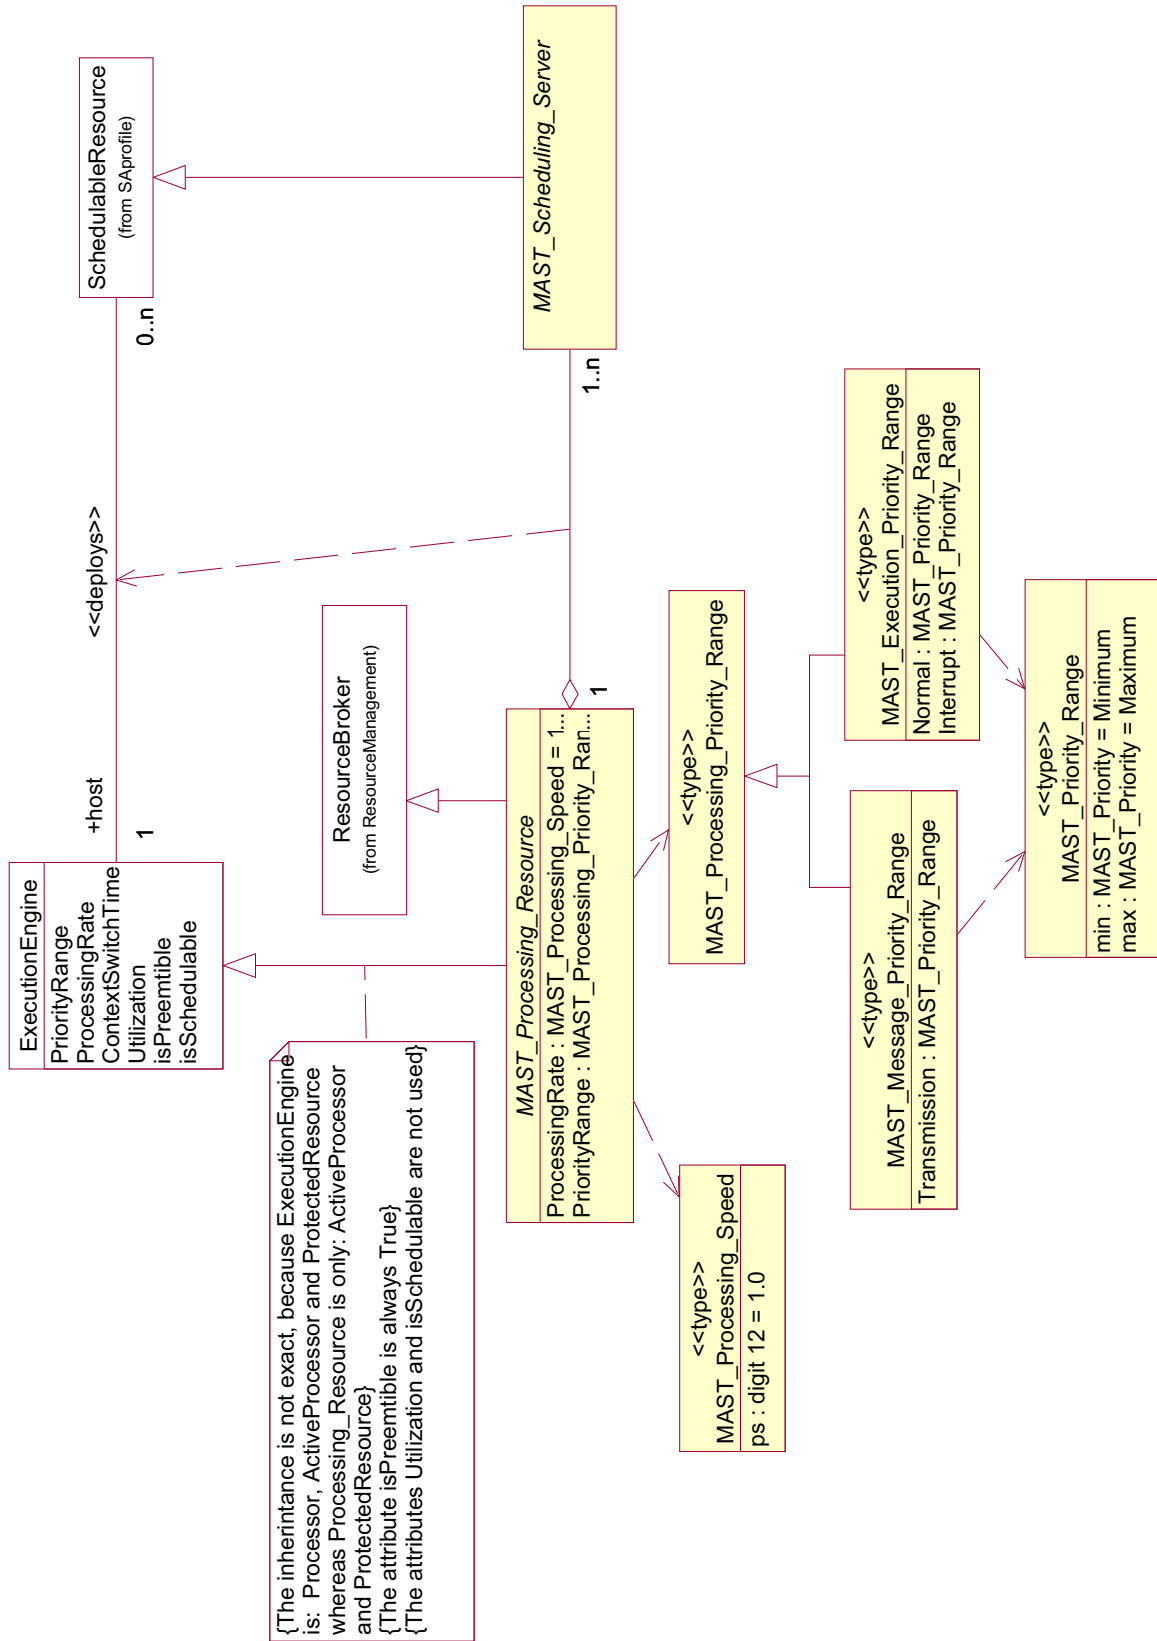 ExecutionEngine
PriorityRange
ProcessingRate
ContextSwitchTime
Utilization
isPreemtible
isSchedulable
+host
1
<<deploys>>
0..n
SchedulableResource
(from SAprofile)
{The inherintance is not exact, because ExecutionEngine
is: Processor, ActiveProcessor and ProtectedResource
whereas Processing_Resource is only: ActiveProcessor
and ProtectedResource}
{The attribute isPreemtible is always True}
{The attributes Utilization and isSchedulable are not used}
ResourceBroker
(from ResourceManagement)
MAST_Processing_Resource
ProcessingRate : MAST_Processing_Speed = 1...
PriorityRange : MAST_Processing_Priority_Ran...
1
1..n
MAST_Scheduling_Server
<<type>>
MAST_Processing_Speed
ps : digit 12 = 1.0
<<type>>
MAST_Processing_Priority_Range
<<type>>
MAST_Message_Priority_Range
Transmission : MAST_Priority_Range
<<type>>
MAST_Execution_Priority_Range
Normal : MAST_Priority_Range
Interrupt : MAST_Priority_Range
<<type>>
MAST_Priority_Range
min : MAST_Priority = Minimum
max : MAST_Priority = Maximum